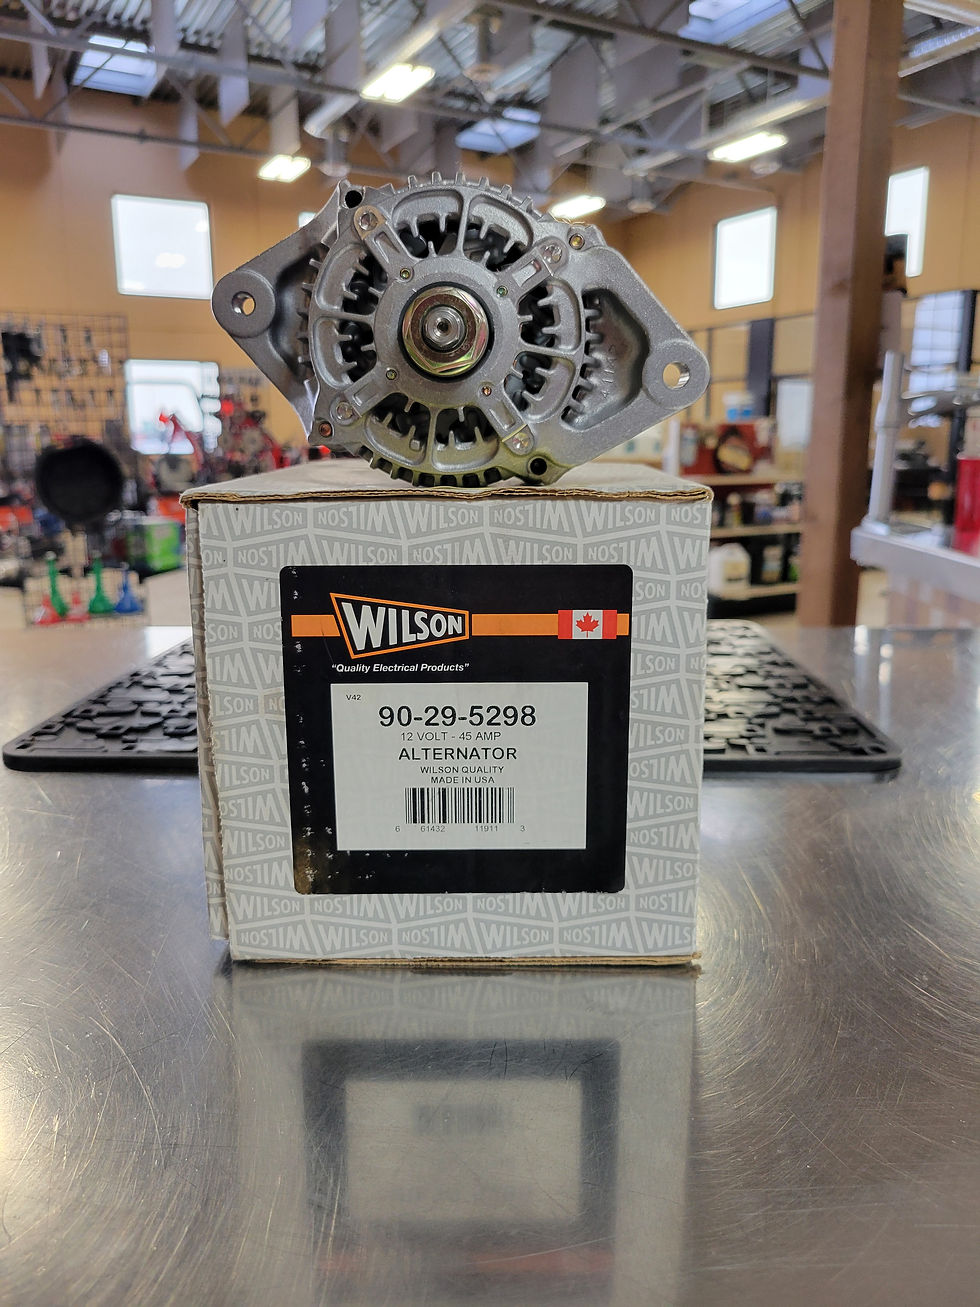 WILSON
"Quality Electrical Products"
V42
90-29-5298
12 VOLT - 45 AMP
ALTERNATOR
WILSON QUALITY
MADE IN USA
6 61432 11911 3